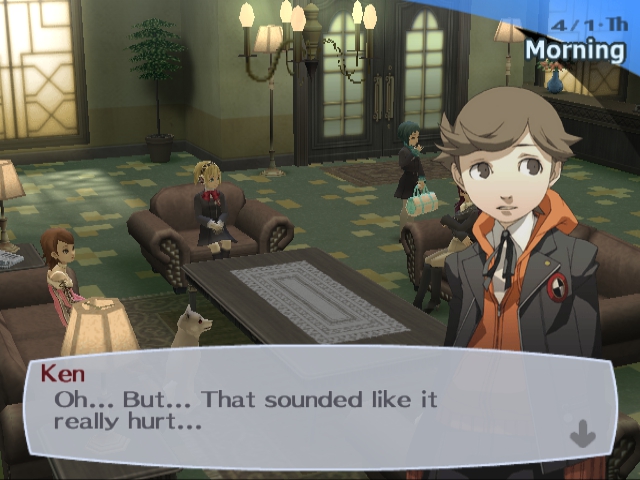 4/1·Th
Morning
Ken
Oh... But... That sounded like it
really hurt...